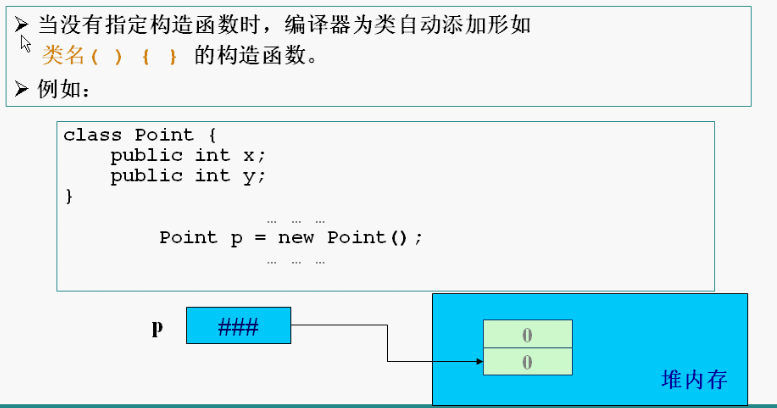 ➢ 当没有指定构造函数时，编译器为类自动添加形如
类名( ) { } 的构造函数。
➢ 例如：
class Point {
    public int x;
    public int y;
}
… … …
Point p = new Point();
… … …
p ###
0
0
堆内存